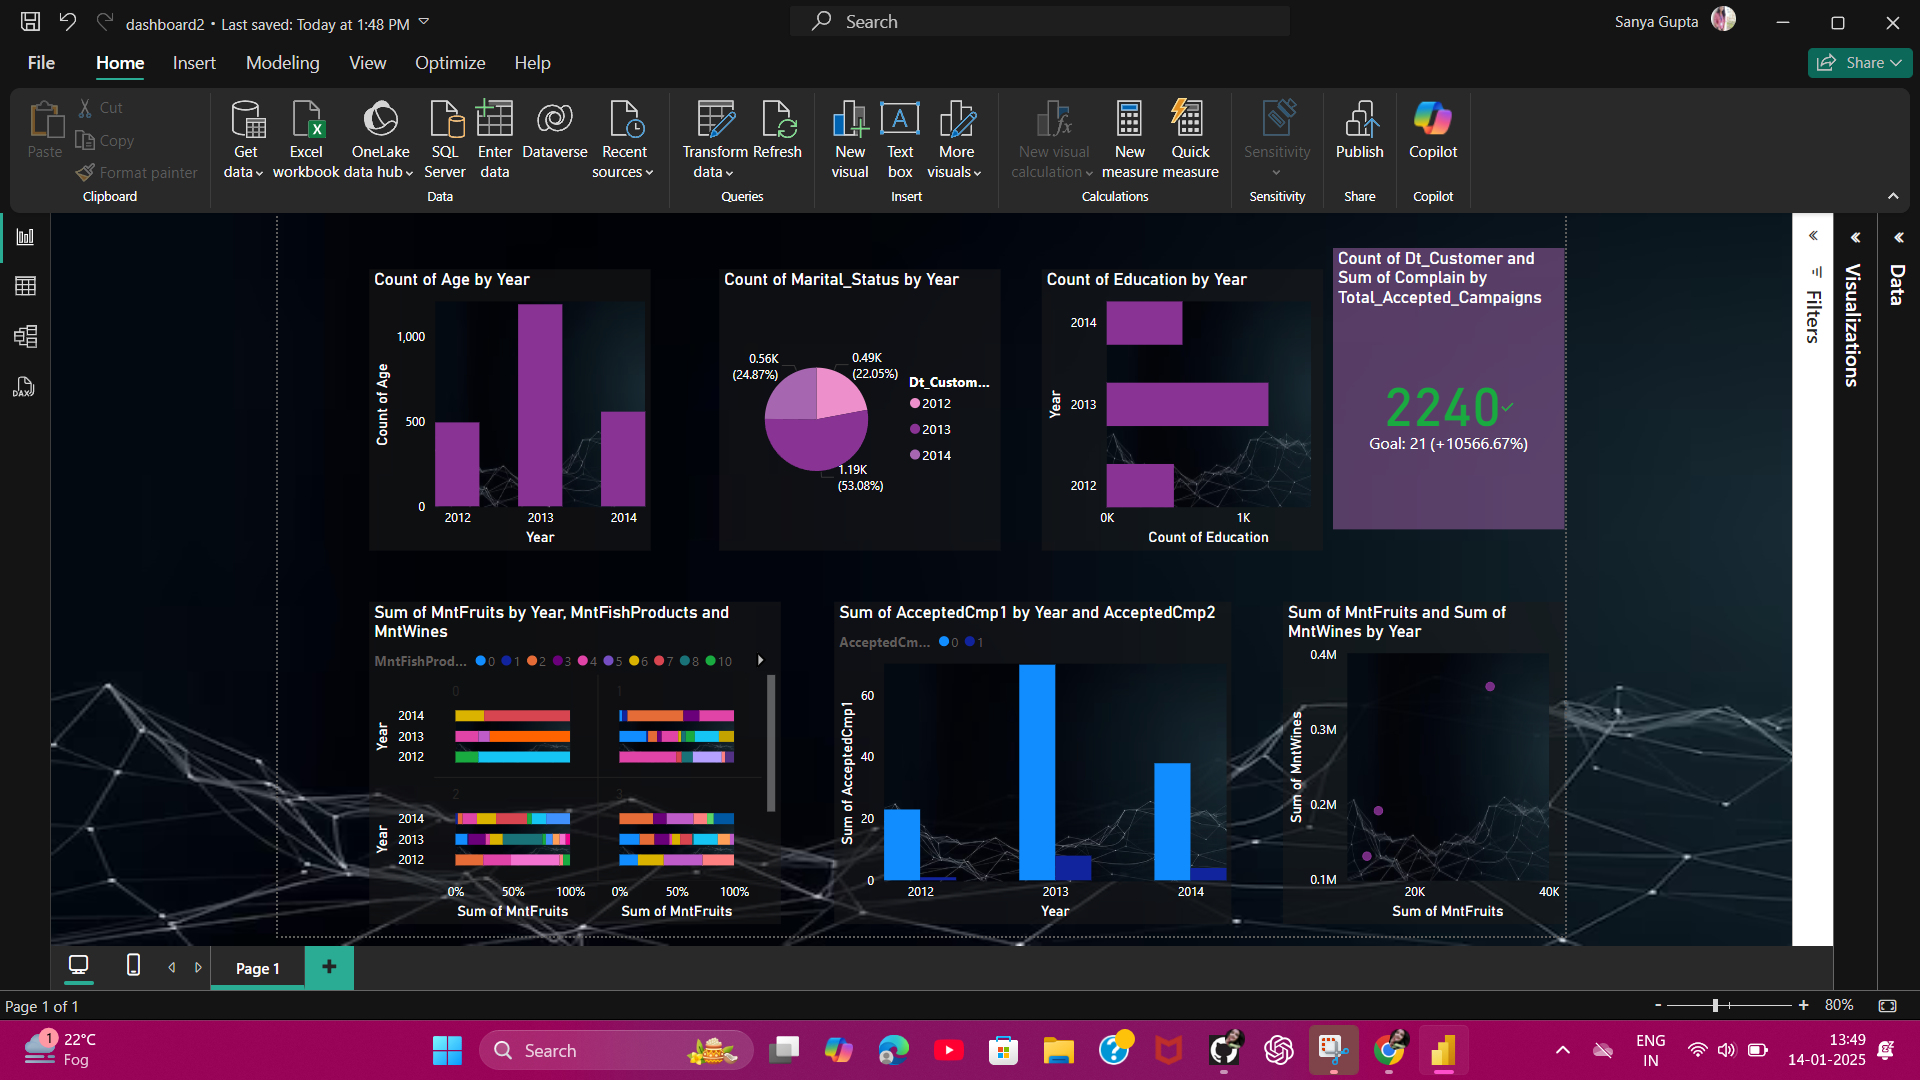 dashboard2 • Last saved: Today at 1:48 PM
Search
Sanya Gupta
File Home Insert Modeling View Optimize Help
Share
Paste
Cut
Copy
Format painter
Clipboard
Get data
Excel workbook
OneLake data hub
SQL Server
Enter data
Dataverse
Recent sources
Data
Transform data
Refresh
Queries
New visual
Text box
More visuals
Insert
New visual calculation
New measure
Quick measure
Calculations
Sensitivity
Sensitivity
Publish
Share
Copilot
Copilot
DAX
Count of Age by Year
Count of Age
1,000
500
0
2012 2013 2014
Year
Count of Marital_Status by Year
0.56K
(24.87%)
0.49K
(22.05%)
1.19K
(53.08%)
Dt_Custom...
2012
2013
2014
Count of Education by Year
Year
2014
2013
2012
0K 1K
Count of Education
Count of Dt_Customer and
Sum of Complain by
Total_Accepted_Campaigns
2240
Goal: 21 (+10566.67%)
Filters
Visualizations
Data
Sum of MntFruits by Year, MntFishProducts and
MntWines
MntFishProd... 0 1 2 3 4 5 6 7 8 10
0 1
Year
2014
2013
2012
2 3
Year
2014
2013
2012
0% 50% 100% 0% 50% 100%
Sum of MntFruits Sum of MntFruits
Sum of AcceptedCmp1 by Year and AcceptedCmp2
AcceptedCm... 0 1
Sum of AcceptedCmp1
60
40
20
0
2012 2013 2014
Year
Sum of MntFruits and Sum of
MntWines by Year
Sum of MntWines
0.4M
0.3M
0.2M
0.1M
20K 40K
Sum of MntFruits
Page 1
+
Page 1 of 1
- + 80%
1
22°C
Fog
Search
ENG
IN
13:49
14-01-2025